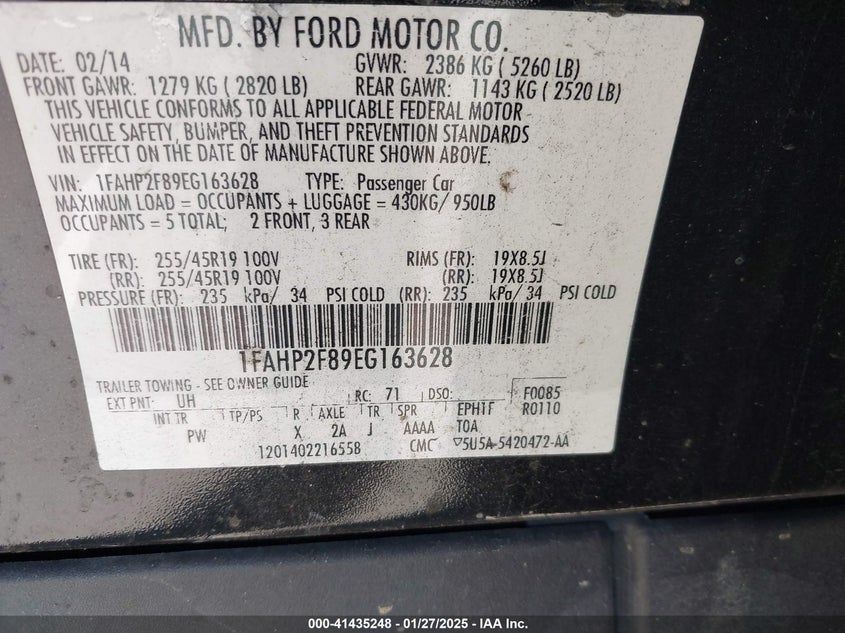 MFD. BY FORD MOTOR CO.
DATE: 02/14 GVWR: 2386 KG ( 5260 LB)
FRONT GAWR: 1279 KG ( 2820 LB) REAR GAWR: 1143 KG ( 2520 LB)
THIS VEHICLE CONFORMS TO ALL APPLICABLE FEDERAL MOTOR
VEHICLE SAFETY, BUMPER, AND THEFT PREVENTION STANDARDS
IN EFFECT ON THE DATE OF MANUFACTURE SHOWN ABOVE.
VIN: 1FAHP2F89EG163628 TYPE: Passenger Car
MAXIMUM LOAD = OCCUPANTS + LUGGAGE = 430KG/ 950LB
OCCUPANTS = 5 TOTAL; 2 FRONT, 3 REAR
TIRE (FR): 255/45R19 100V RIMS (FR): 19X8.5J
(RR): 255/45R19 100V (RR): 19X8.5J
PRESSURE (FR): 235 kPa/ 34 PSI COLD (RR): 235 kPa/ 34 PSI COLD
1FAHP2F89EG163628
TRAILER TOWING - SEE OWNER GUIDE
EXT PNT: UH RC: 71 DSO: F0085
INT TR TP/PS R AXLE TR SPR EPH1F R0110
PW X 2A J AAAA TOA
1201402216558 CMC ▽5U5A-5420472-AA
000-41435248 - 01/27/2025 - IAA Inc.